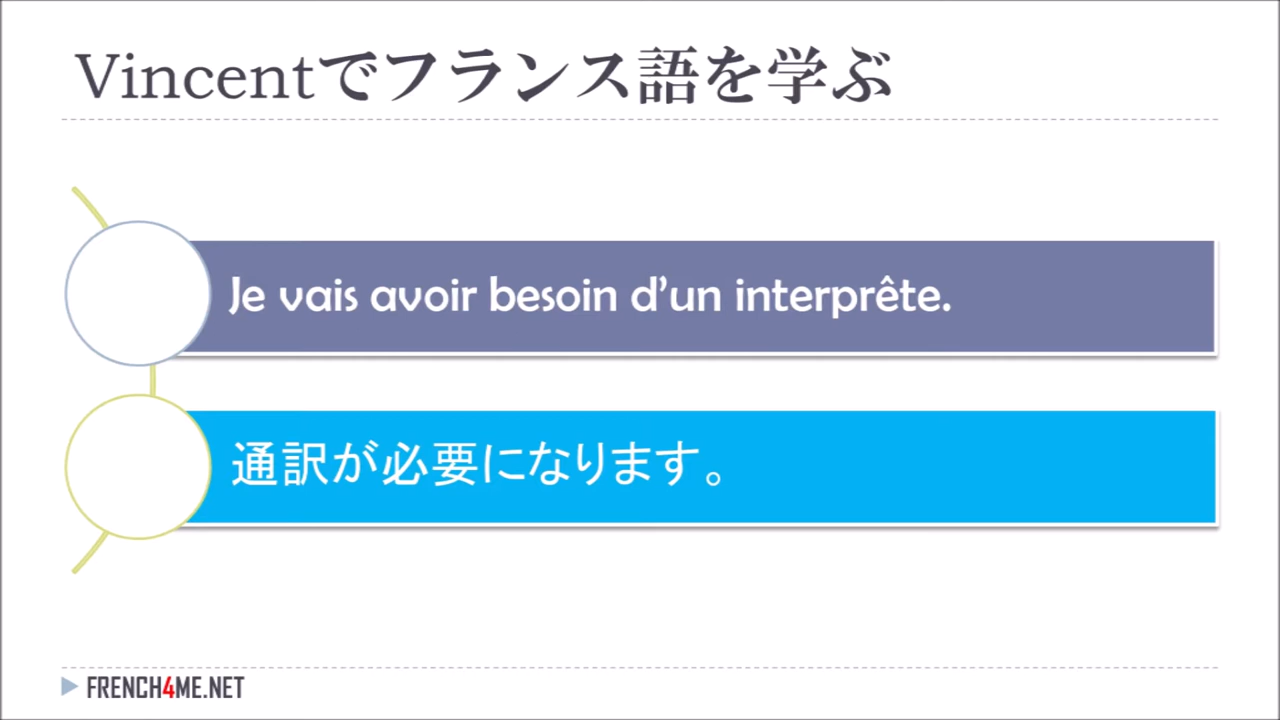 Vincentでフランス語を学ぶ
Je vais avoir besoin d’un interprête.
通訳が必要になります。
FRENCH4ME.NET